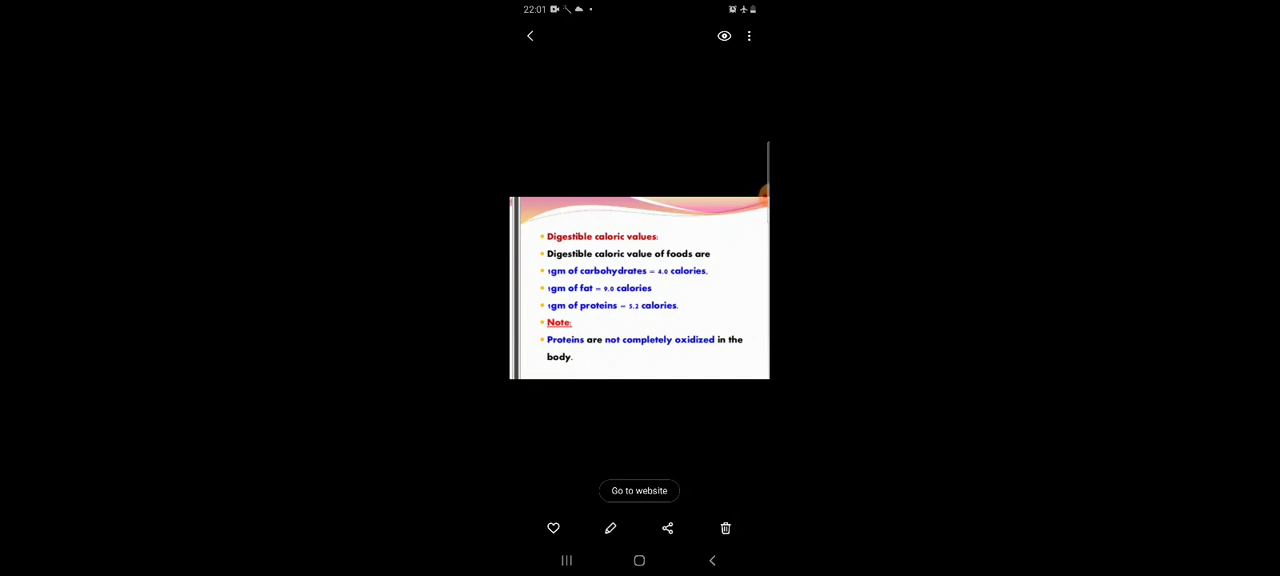 22:01
Digestible caloric values:
Digestible caloric value of foods are
1gm of carbohydrates = 4.0 calories,
1gm of fat = 9.0 calories
1gm of proteins = 5.2 calories.
Note:
Proteins are not completely oxidized in the
body.
Go to website